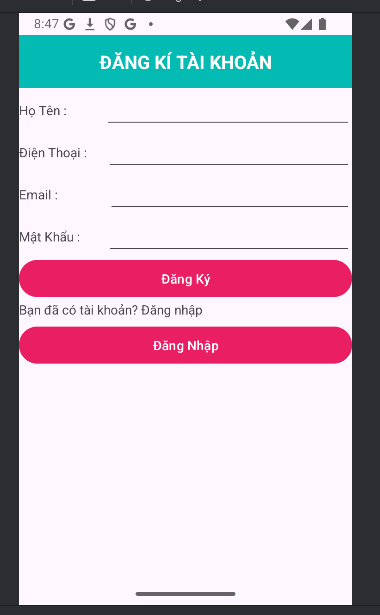 8:47
ĐĂNG KÍ TÀI KHOẢN
Họ Tên :
Điện Thoại :
Email :
Mật Khẩu :
Đăng Ký
Bạn đã có tài khoản? Đăng nhập
Đăng Nhập